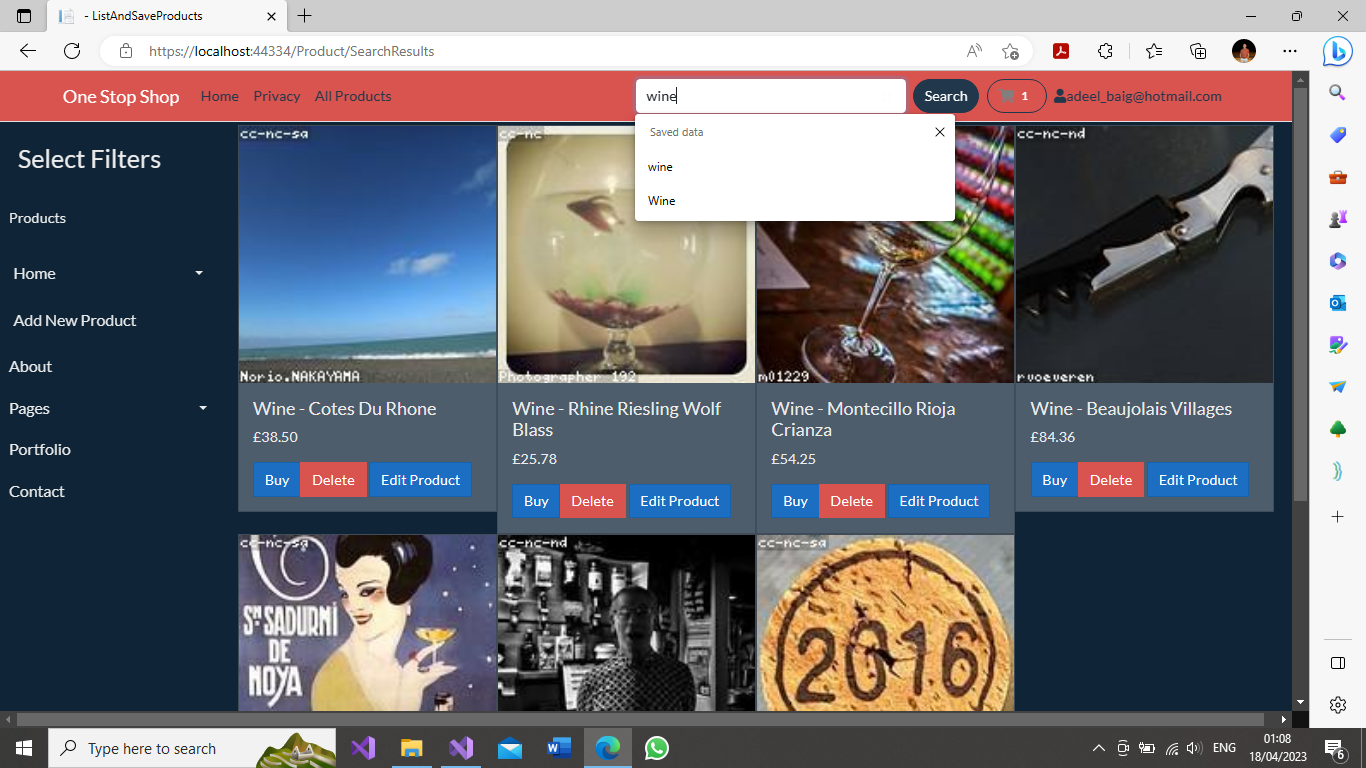 - ListAndSaveProducts
https://localhost:44334/Product/SearchResults
One Stop Shop
Home
Privacy
All Products
wine
Search
1
adeel_baig@hotmail.com
Saved data
wine
Wine
Select Filters
Products
Home
Add New Product
About
Pages
Portfolio
Contact
cc-nc-sa
Norio.NAKAYAMA
Wine - Cotes Du Rhone
£38.50
Buy
Delete
Edit Product
cc-nc
Photographer 192
Wine - Rhine Riesling Wolf
Blass
£25.78
Buy
Delete
Edit Product
m01229
Wine - Montecillo Rioja
Crianza
£54.25
Buy
Delete
Edit Product
cc-nc-nd
rvoeveren
Wine - Beaujolais Villages
£84.36
Buy
Delete
Edit Product
cc-nc-sa
SN SADURNI
DE
NOYA
cc-nc-nd
cc-nc-sa
2016
Type here to search
ENG
01:08
18/04/2023
6